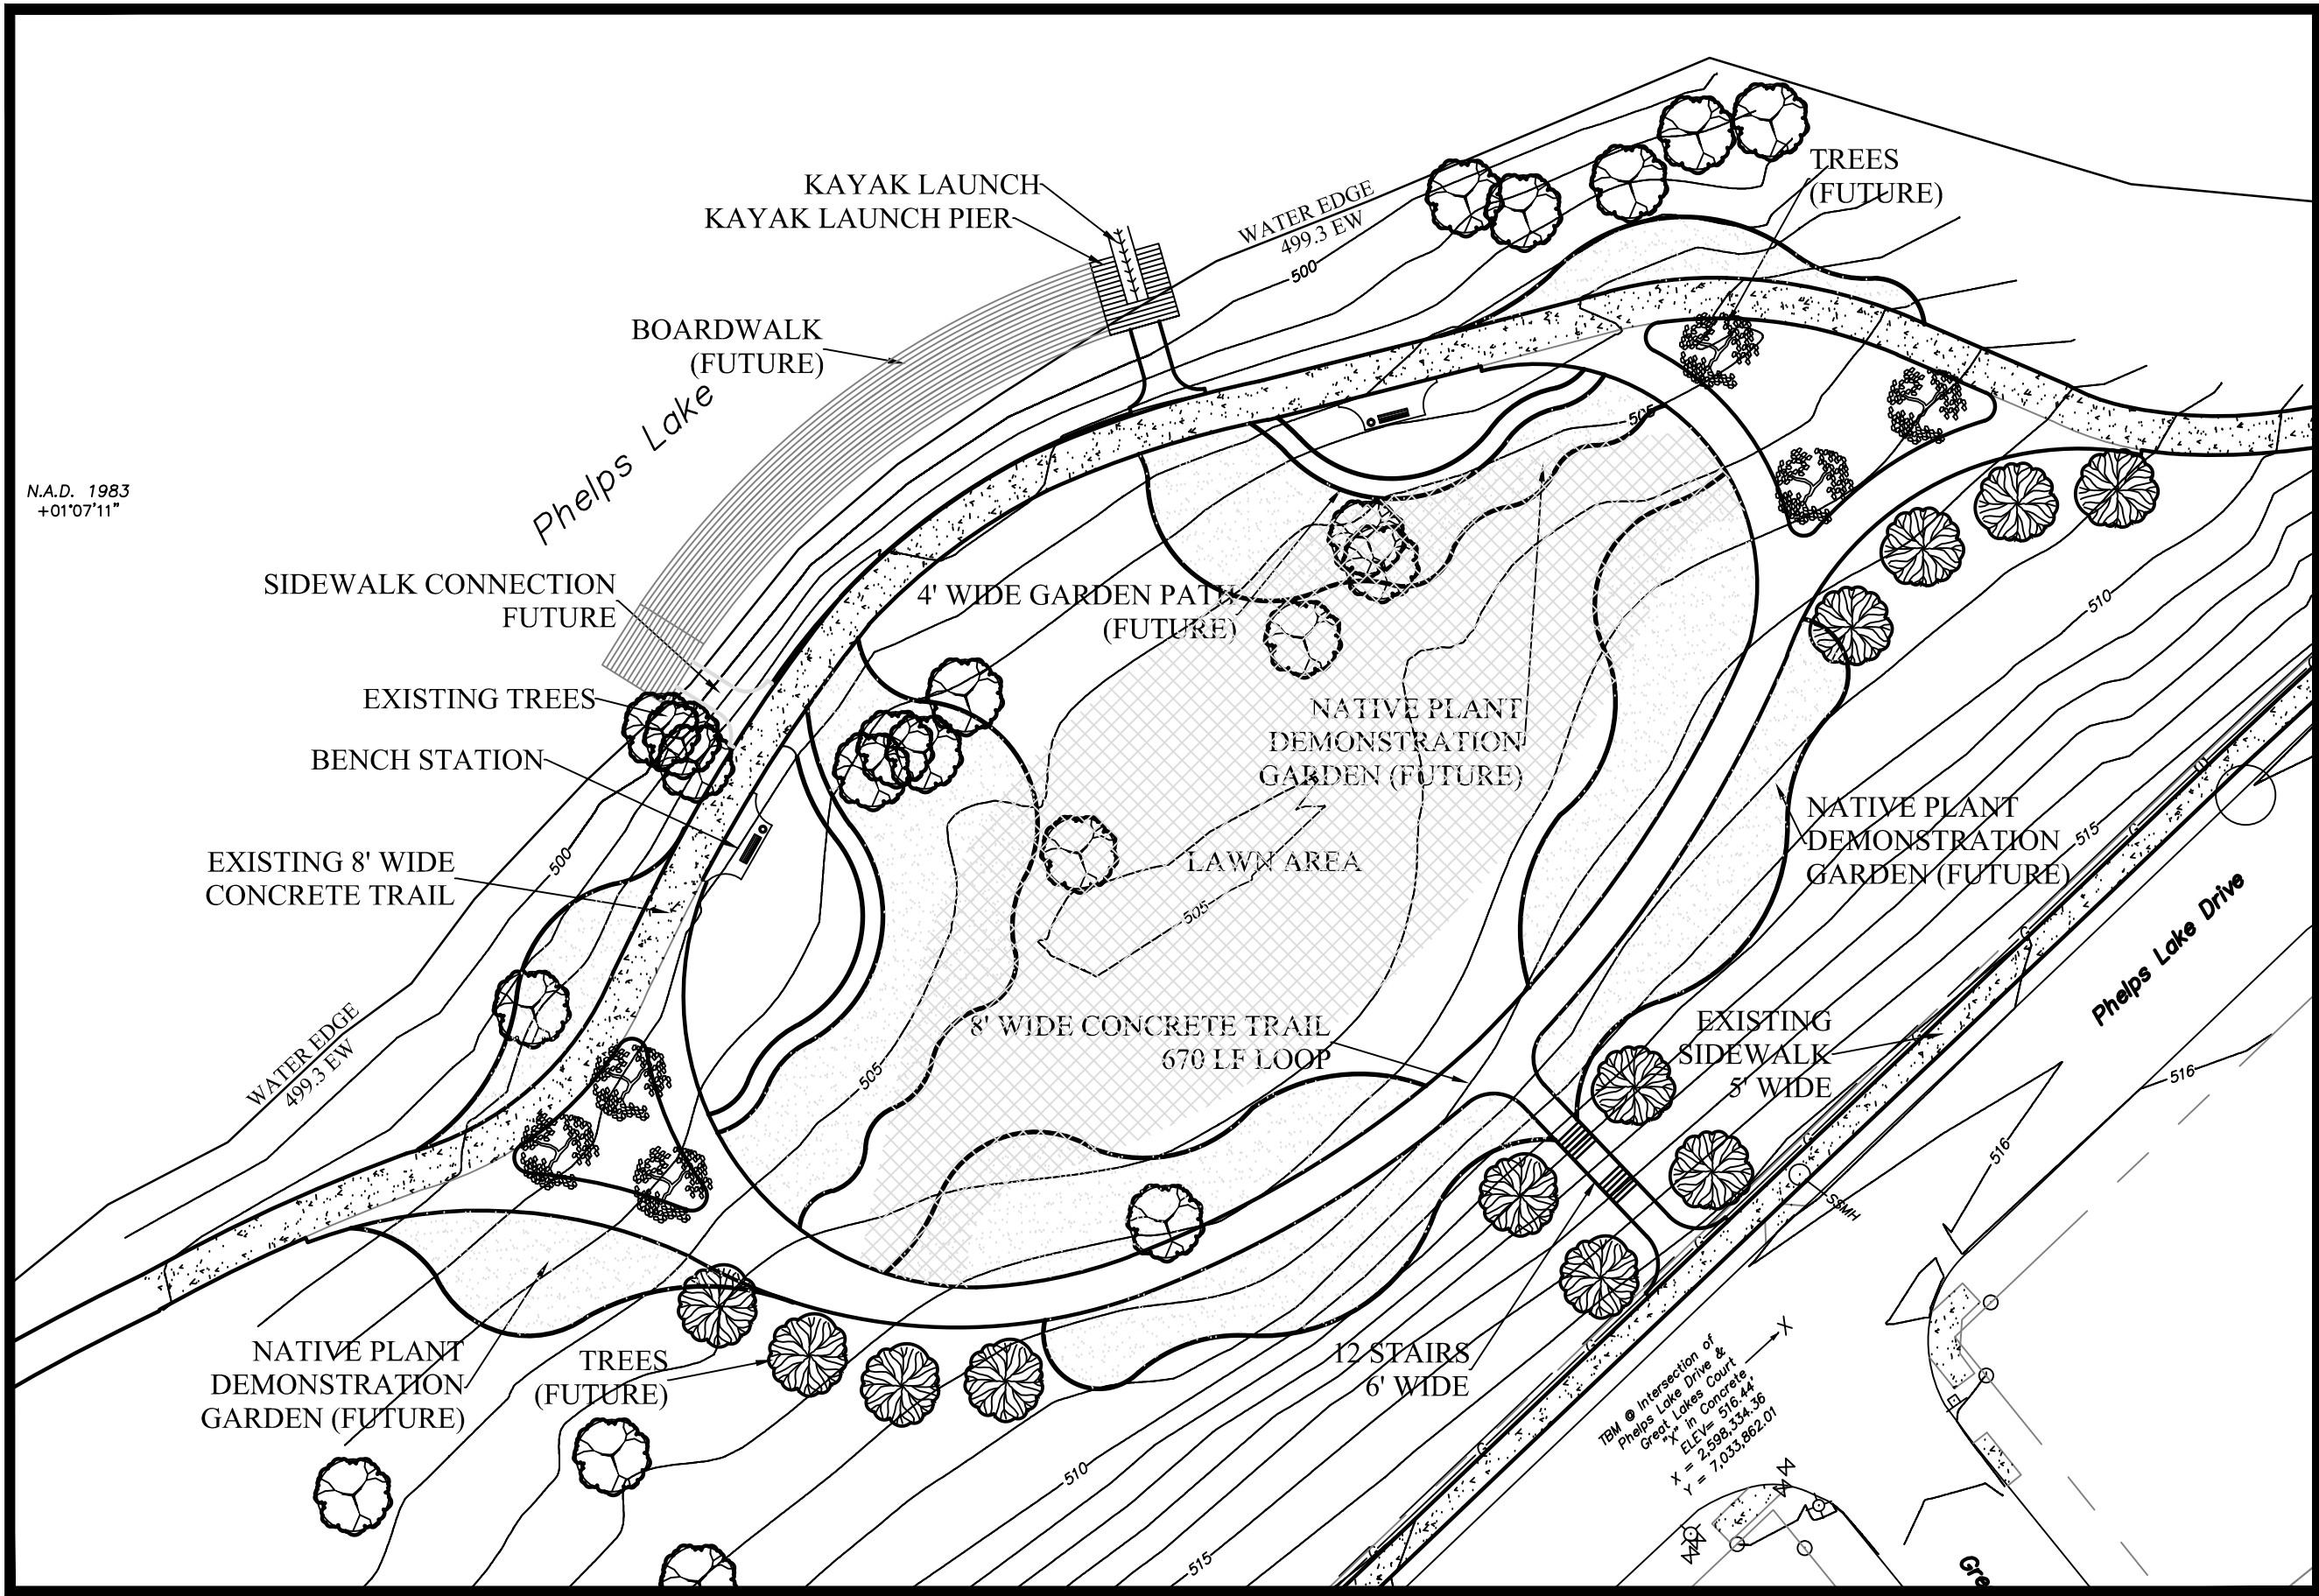 KAYAK LAUNCH
KAYAK LAUNCH PIER
WATER EDGE
499.3 EW
500
TREES
(FUTURE)
BOARDWALK
(FUTURE)
Phelps Lake
N.A.D. 1983
+01°07'11"
505
SIDEWALK CONNECTION
FUTURE
4' WIDE GARDEN PATH
(FUTURE)
510
EXISTING TREES
BENCH STATION
NATIVE PLANT
DEMONSTRATION
GARDEN (FUTURE)
NATIVE PLANT
DEMONSTRATION
GARDEN (FUTURE)
515
EXISTING 8' WIDE
CONCRETE TRAIL
500
LAWN AREA
505
Phelps Lake Drive
WATER EDGE
499.3 EW
505
8' WIDE CONCRETE TRAIL
670 LF LOOP
EXISTING
SIDEWALK
5' WIDE
516
516
SSMH
NATIVE PLANT
DEMONSTRATION
GARDEN (FUTURE)
TREES
(FUTURE)
12 STAIRS
6' WIDE
TBM @ Intersection of
Phelps Lake Drive &
Great Lakes Court
"X" in Concrete
ELEV= 516.44'
X = 2,598,334.36
Y = 7,033,862.01
X
510
515
Gre
G
G
G
G
G
G
G